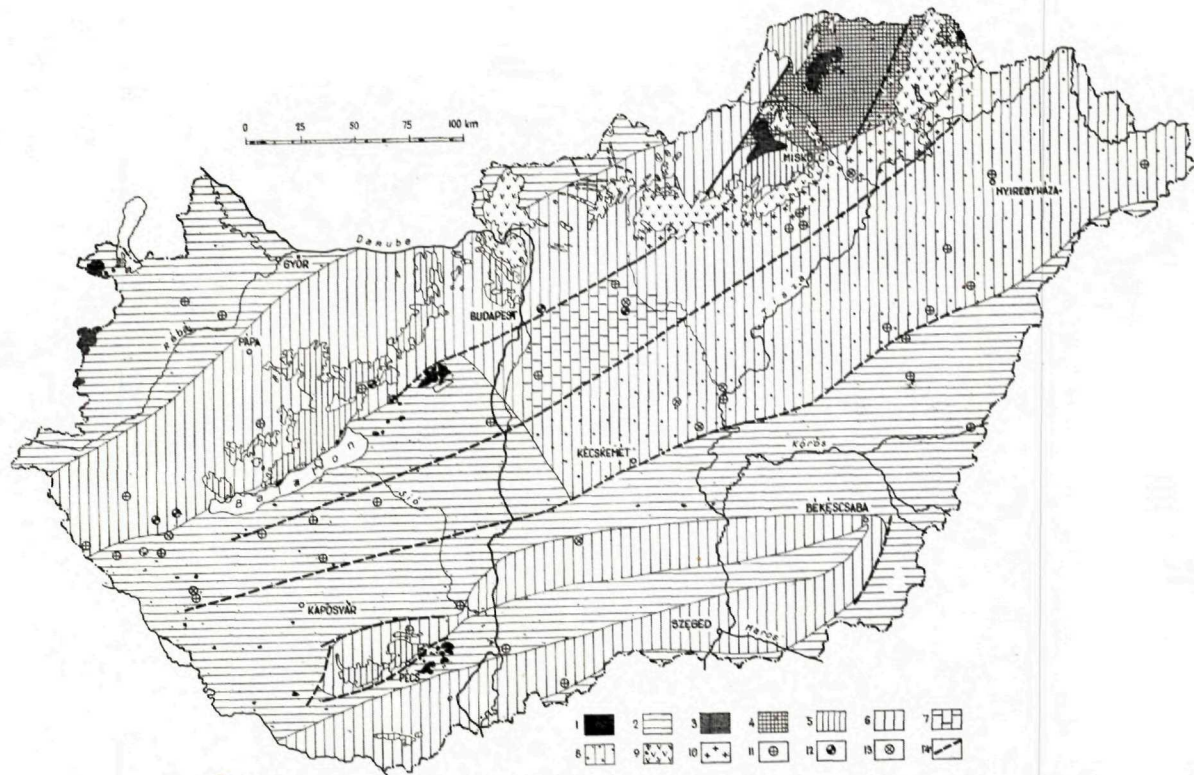 0 25 50 75 100 km
MISKOLC
NYIREGYHÁZA
Danube
GYŐR
BUDAPEST
Rába
PÁPA
Balaton
KECSKEMÉT
Körös
Sió
BÉKÉSCSABA
KAPOSVÁR
SZEGED
Maros
PÉCS
1 2 3 4 5 6 7
8 9 10 11 12 13 14